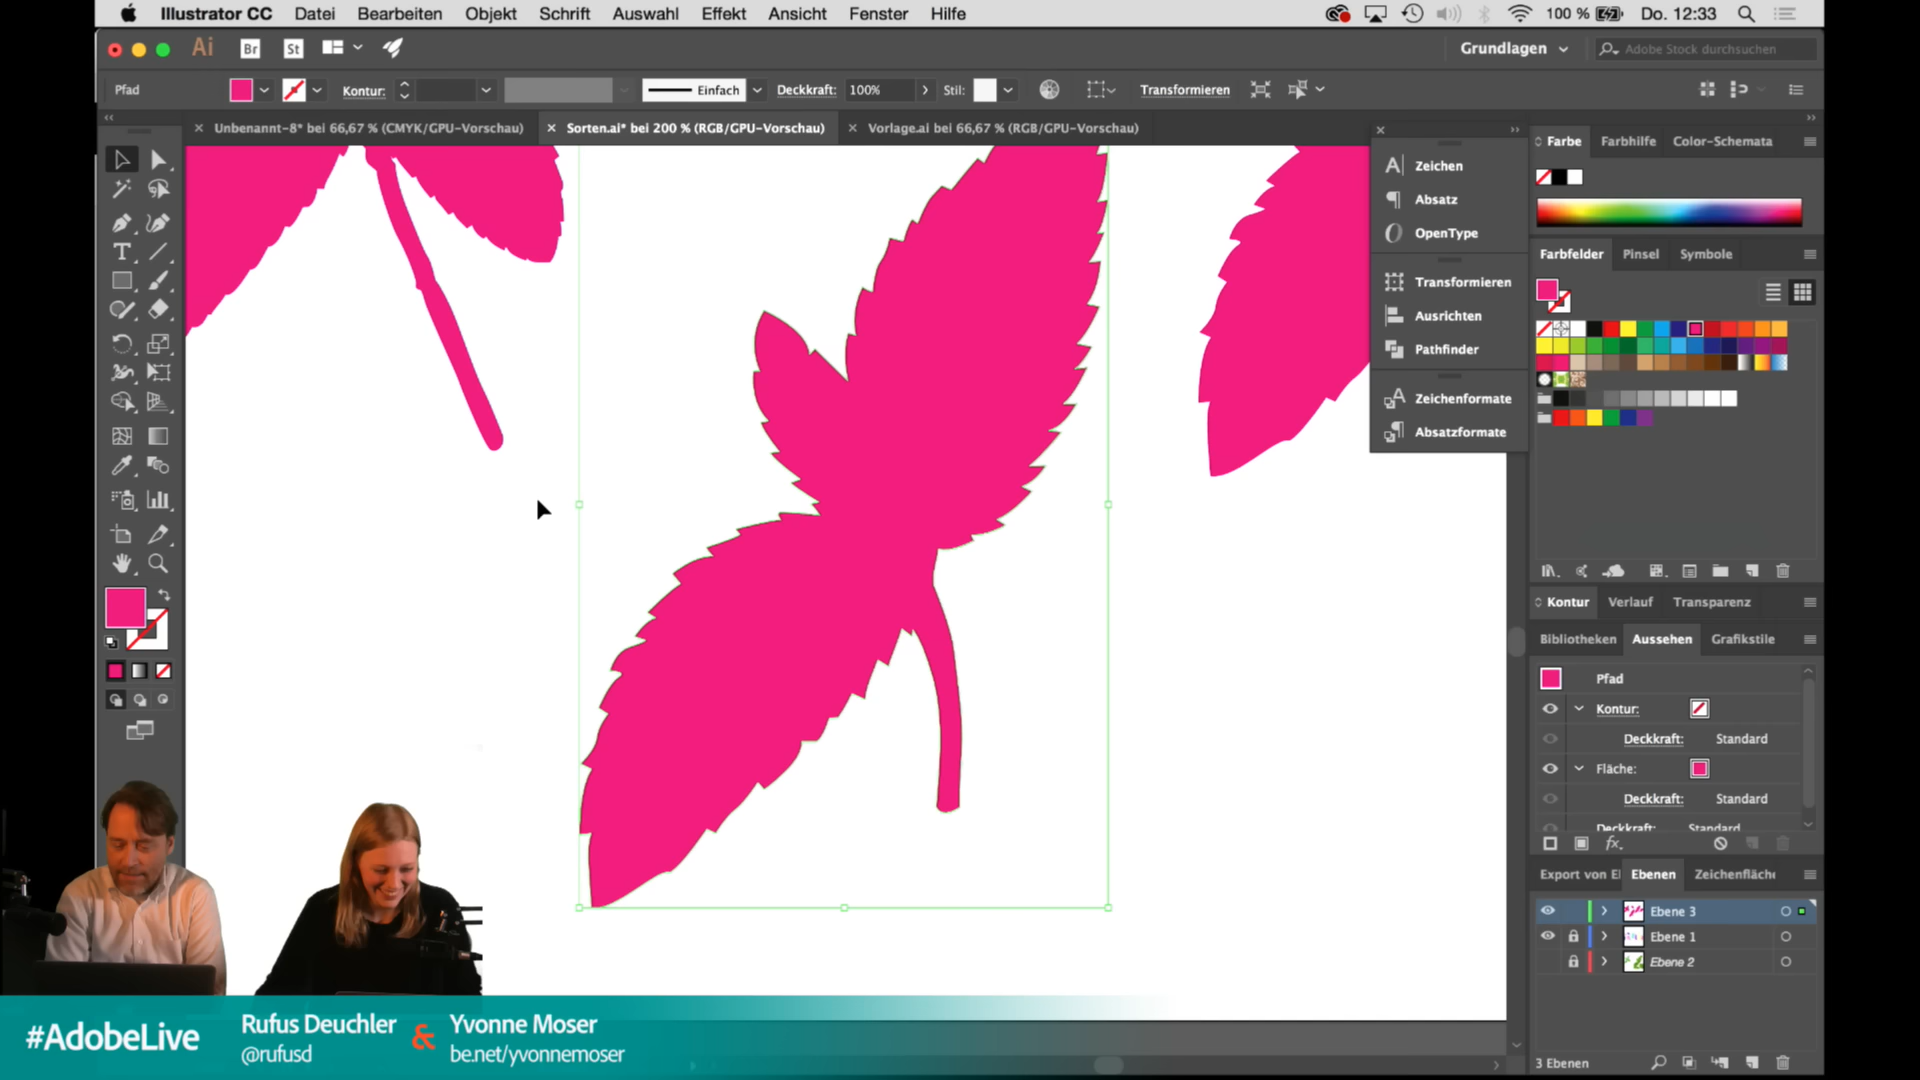 Illustrator CC Datei Bearbeiten Objekt Schrift Auswahl Effekt Ansicht Fenster Hilfe 100 % Do. 12:33
Ai Br St Grundlagen Adobe Stock durchsuchen
Pfad Kontur: Einfach Deckkraft: 100% Stil: Transformieren
Unbenannt-8* bei 66,67 % (CMYK/GPU-Vorschau) Sorten.ai* bei 200 % (RGB/GPU-Vorschau) Vorlage.ai bei 66,67 % (RGB/GPU-Vorschau)
Zeichen
Absatz
OpenType
Transformieren
Ausrichten
Pathfinder
Zeichenformate
Absatzformate
Farbe Farbhilfe Color-Schemata
Farbfelder Pinsel Symbole
Kontur Verlauf Transparenz
Bibliotheken Aussehen Grafikstile
Pfad
Kontur:
Deckkraft: Standard
Fläche:
Deckkraft: Standard
Deckkraft: Standard
fx
Export von El Ebenen Zeichenfläche
Ebene 3
Ebene 1
Ebene 2
3 Ebenen
#AdobeLive
Rufus Deuchler & Yvonne Moser
@rufusd be.net/yvonnemoser